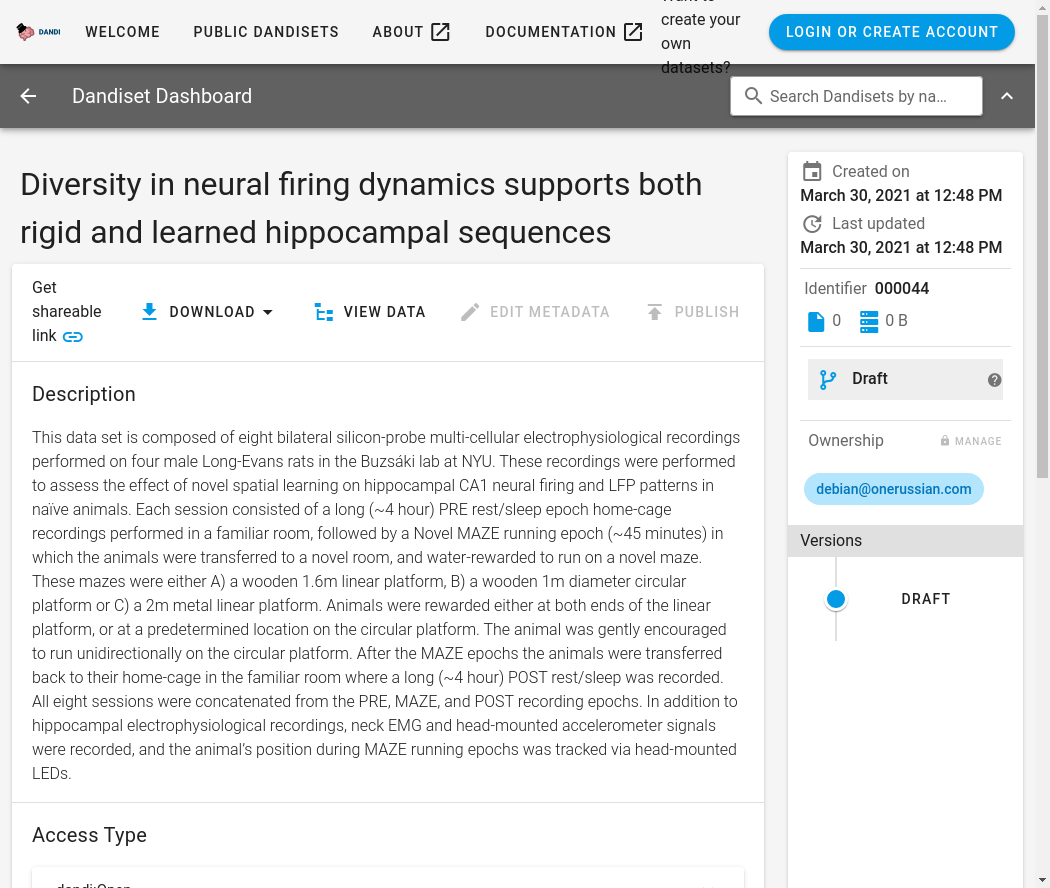 DANDI
WELCOME
PUBLIC DANDISETS
ABOUT
DOCUMENTATION
create your
own
datasets?
LOGIN OR CREATE ACCOUNT
Dandiset Dashboard
Search Dandisets by na…
Diversity in neural firing dynamics supports both
rigid and learned hippocampal sequences
Get
shareable
link
DOWNLOAD
VIEW DATA
EDIT METADATA
PUBLISH
Description
This data set is composed of eight bilateral silicon-probe multi-cellular electrophysiological recordings
performed on four male Long-Evans rats in the Buzsáki lab at NYU. These recordings were performed
to assess the effect of novel spatial learning on hippocampal CA1 neural firing and LFP patterns in
naïve animals. Each session consisted of a long (~4 hour) PRE rest/sleep epoch home-cage
recordings performed in a familiar room, followed by a Novel MAZE running epoch (~45 minutes) in
which the animals were transferred to a novel room, and water-rewarded to run on a novel maze.
These mazes were either A) a wooden 1.6m linear platform, B) a wooden 1m diameter circular
platform or C) a 2m metal linear platform. Animals were rewarded either at both ends of the linear
platform, or at a predetermined location on the circular platform. The animal was gently encouraged
to run unidirectionally on the circular platform. After the MAZE epochs the animals were transferred
back to their home-cage in the familiar room where a long (~4 hour) POST rest/sleep was recorded.
All eight sessions were concatenated from the PRE, MAZE, and POST recording epochs. In addition to
hippocampal electrophysiological recordings, neck EMG and head-mounted accelerometer signals
were recorded, and the animal’s position during MAZE running epochs was tracked via head-mounted
LEDs.
Access Type
Created on
March 30, 2021 at 12:48 PM
Last updated
March 30, 2021 at 12:48 PM
Identifier 000044
0
0 B
Draft
Ownership
MANAGE
debian@onerussian.com
Versions
DRAFT